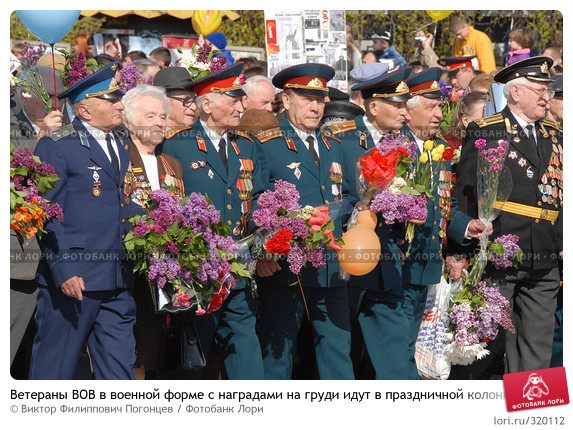 Ветераны ВОВ в военной форме с наградами на груди идут в праздничной колон
© Виктор Филиппович Погонцев / Фотобанк Лори
ФОТОБАНК ЛОРИ
lori.ru/320112